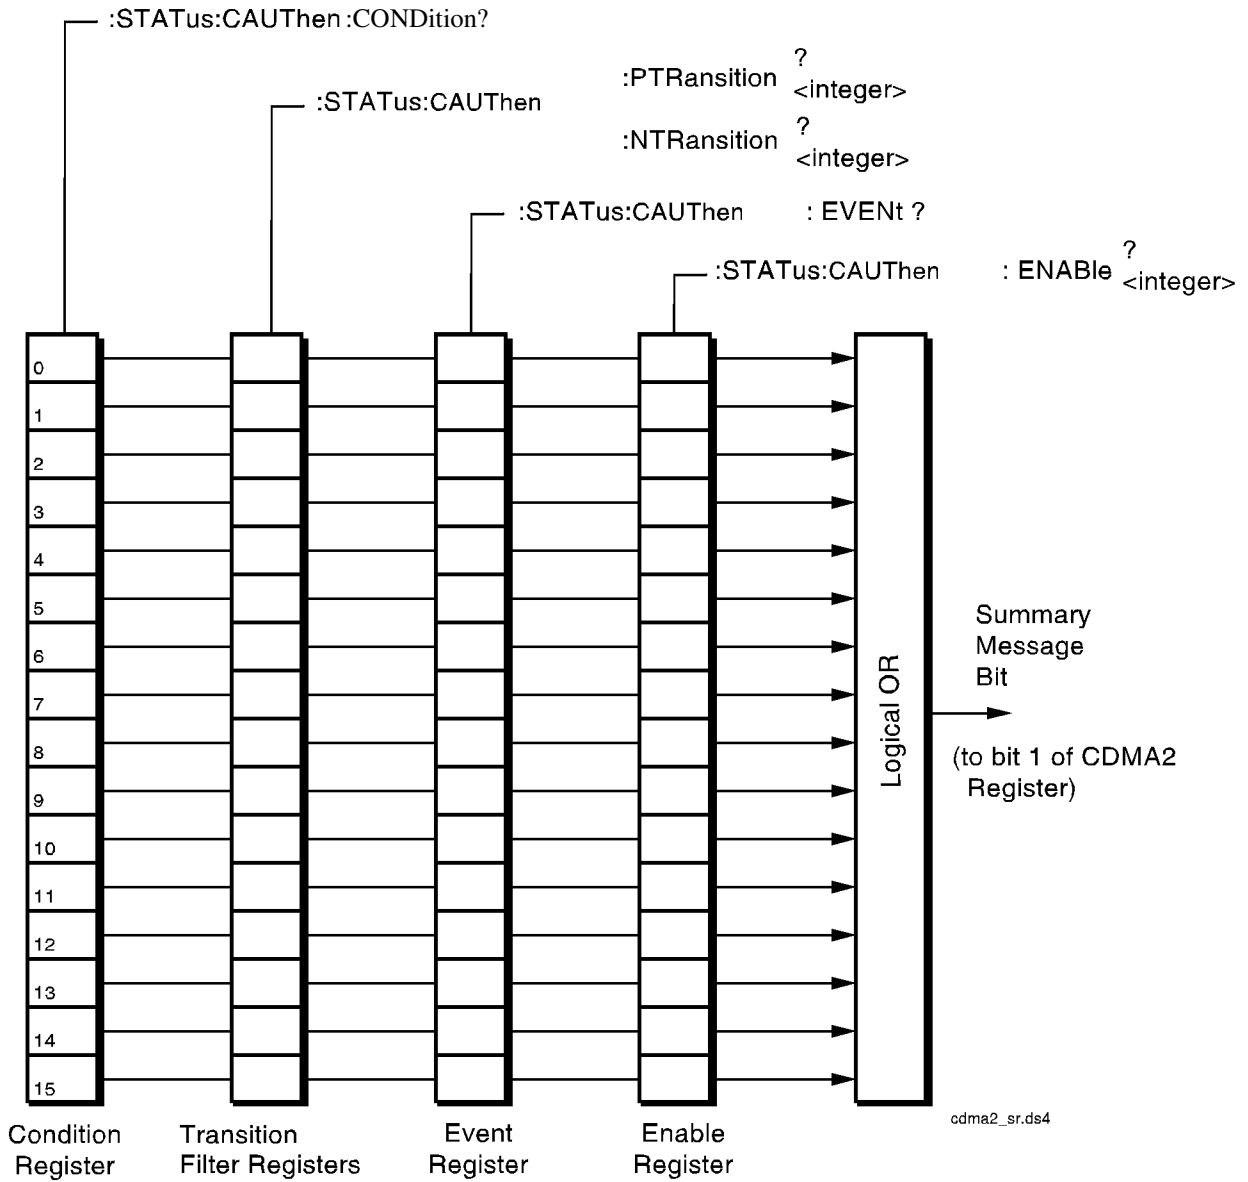 :STATus:CAUThen :CONDition?
?
:PTRansition <integer>
:STATus:CAUThen
?
:NTRansition <integer>
:STATus:CAUThen : EVENt ?
?
:STATus:CAUThen : ENABle <integer>
0
1
2
3
4
5
6
7
8
9
10
11
12
13
14
15
Logical OR
Summary
Message
Bit
(to bit 1 of CDMA2
Register)
cdma2_sr.ds4
Condition
Register
Transition
Filter Registers
Event
Register
Enable
Register